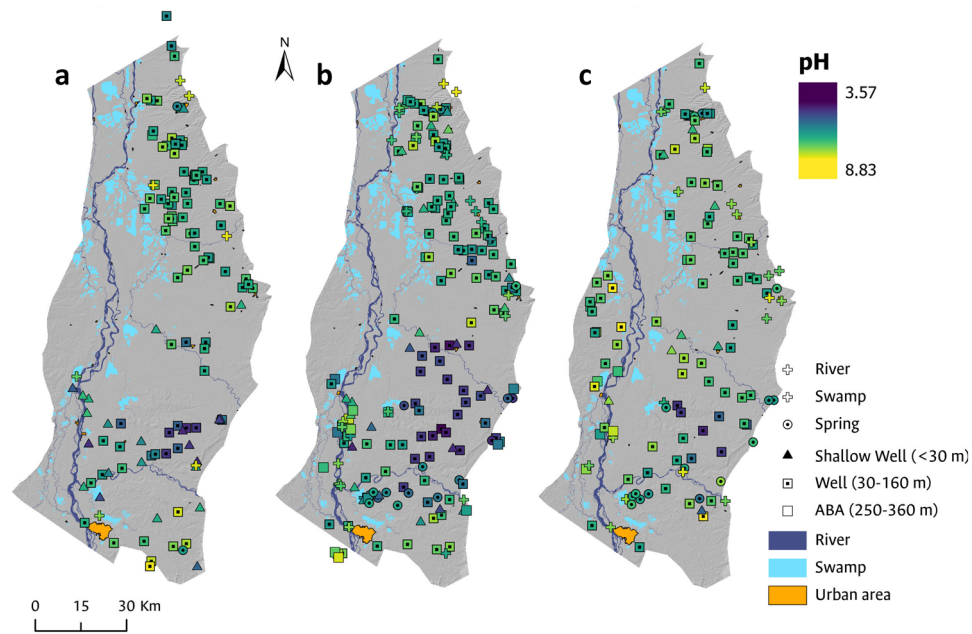 N
a
b
c
pH
3.57
8.83
River
Swamp
Spring
Shallow Well (<30 m)
Well (30-160 m)
ABA (250-360 m)
River
Swamp
Urban area
0 15 30 Km